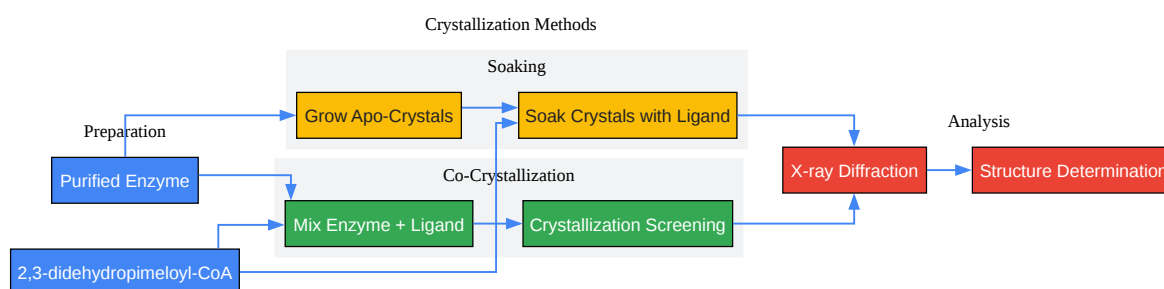 Crystallization Methods
Soaking
Grow Apo-Crystals
Soak Crystals with Ligand
Preparation
Analysis
Purified Enzyme
X-ray Diffraction
Structure Determination
Co-Crystallization
Mix Enzyme + Ligand
Crystallization Screening
2,3-didehydropimeloyl-CoA